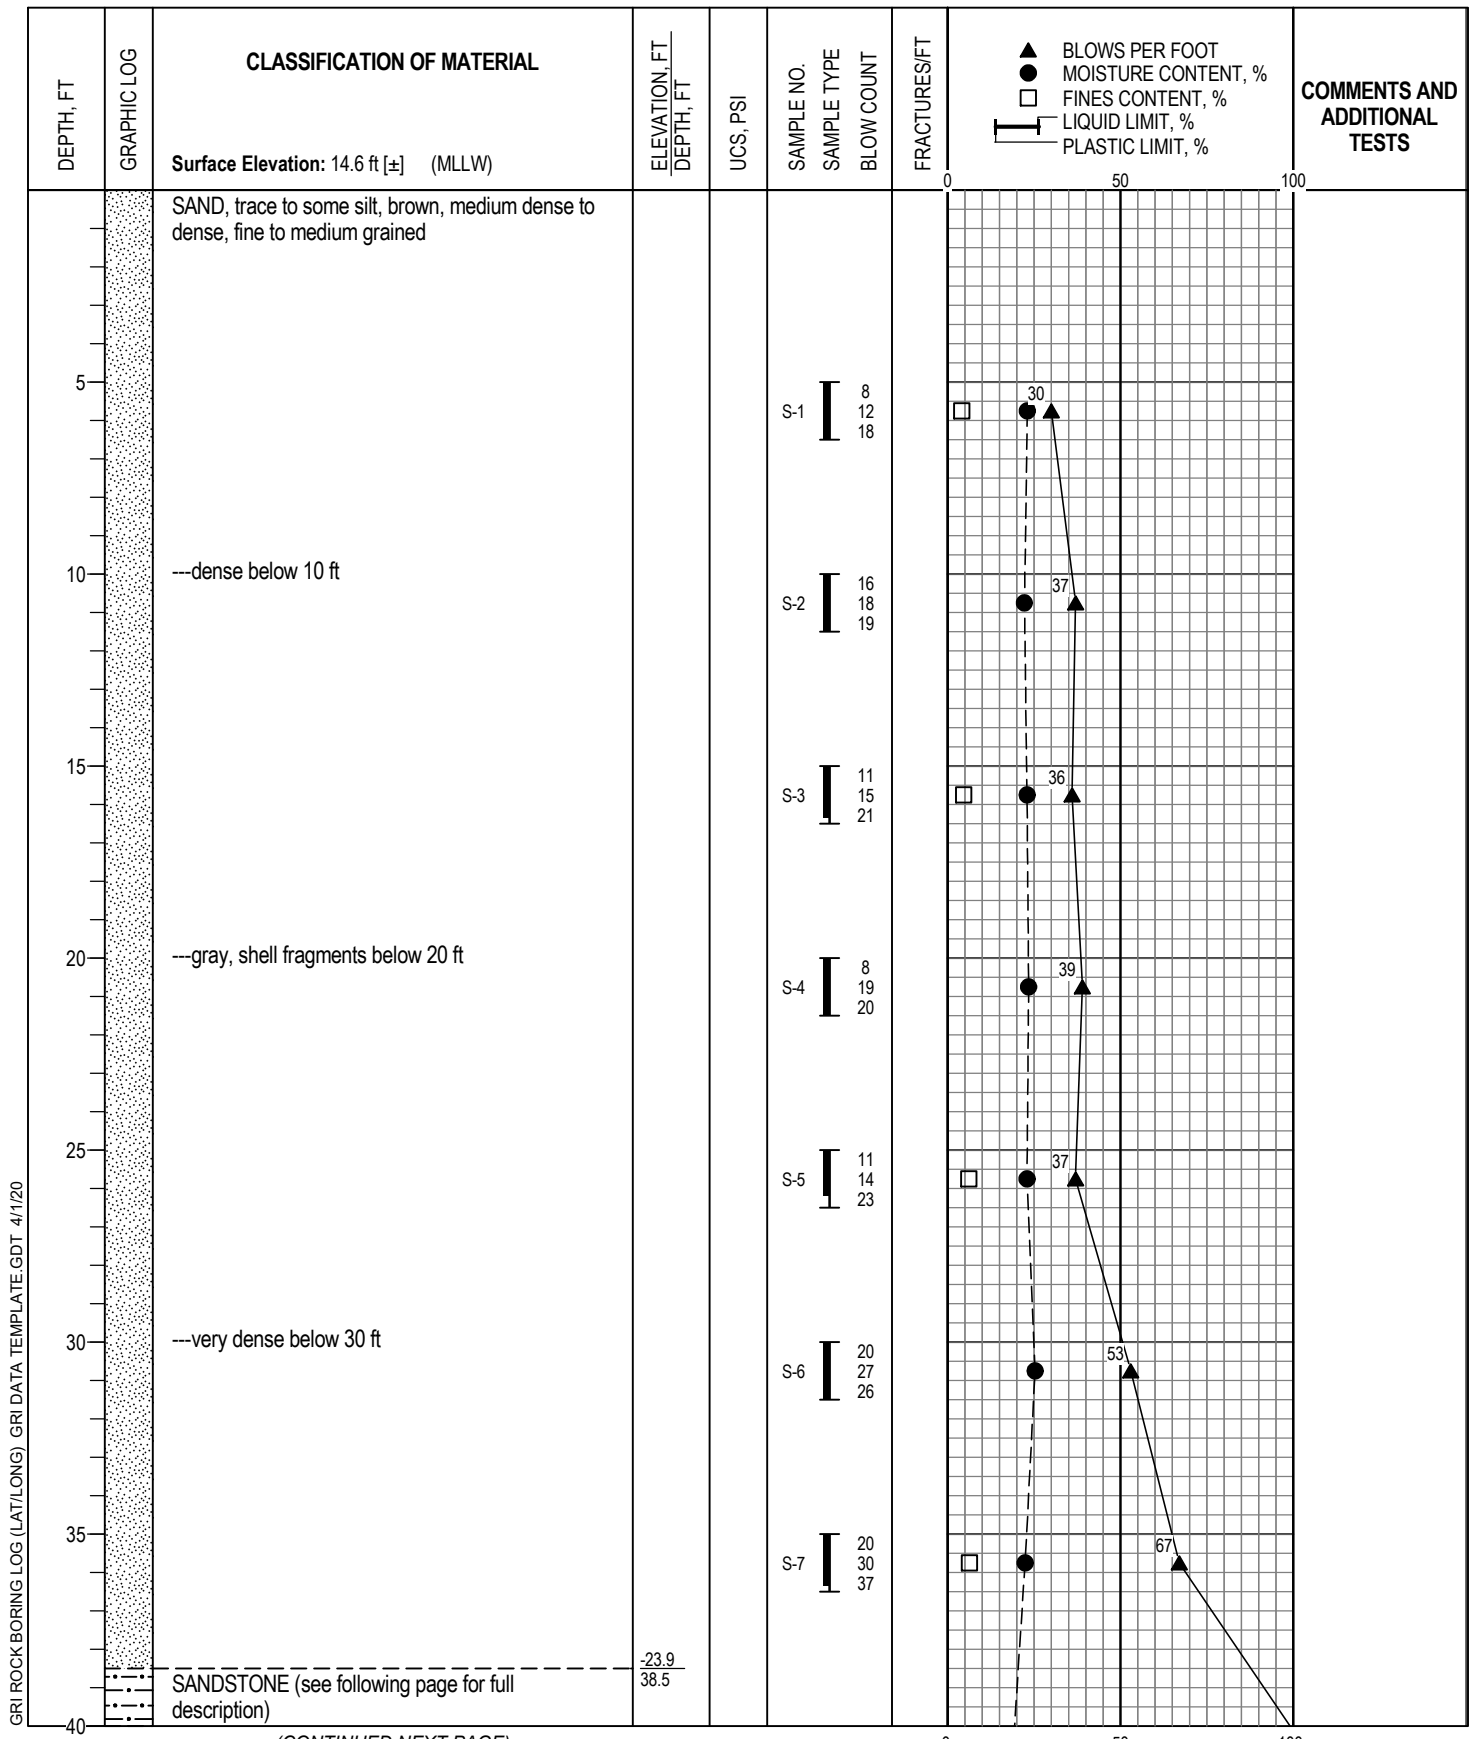 DEPTH, FT
GRAPHIC LOG
CLASSIFICATION OF MATERIAL
Surface Elevation: 14.6 ft [±] (MLLW)
ELEVATION, FT
DEPTH, FT
UCS, PSI
SAMPLE NO.
SAMPLE TYPE
BLOW COUNT
FRACTURES/FT
BLOWS PER FOOT
MOISTURE CONTENT, %
FINES CONTENT, %
LIQUID LIMIT, %
PLASTIC LIMIT, %
COMMENTS AND
ADDITIONAL
TESTS
0 50 100
SAND, trace to some silt, brown, medium dense to
dense, fine to medium grained
5
S-1
8
12
18
30
10
---dense below 10 ft
S-2
16
18
19
37
15
S-3
11
15
21
36
20
---gray, shell fragments below 20 ft
S-4
8
19
20
39
25
S-5
11
14
23
37
30
---very dense below 30 ft
S-6
20
27
26
53
35
S-7
20
30
37
67
-23.9
38.5
SANDSTONE (see following page for full
description)
40
(CONTINUED NEXT PAGE)
0 50 100
GRI ROCK BORING LOG (LAT/LONG) GRI DATA TEMPLATE.GDT 4/1/20